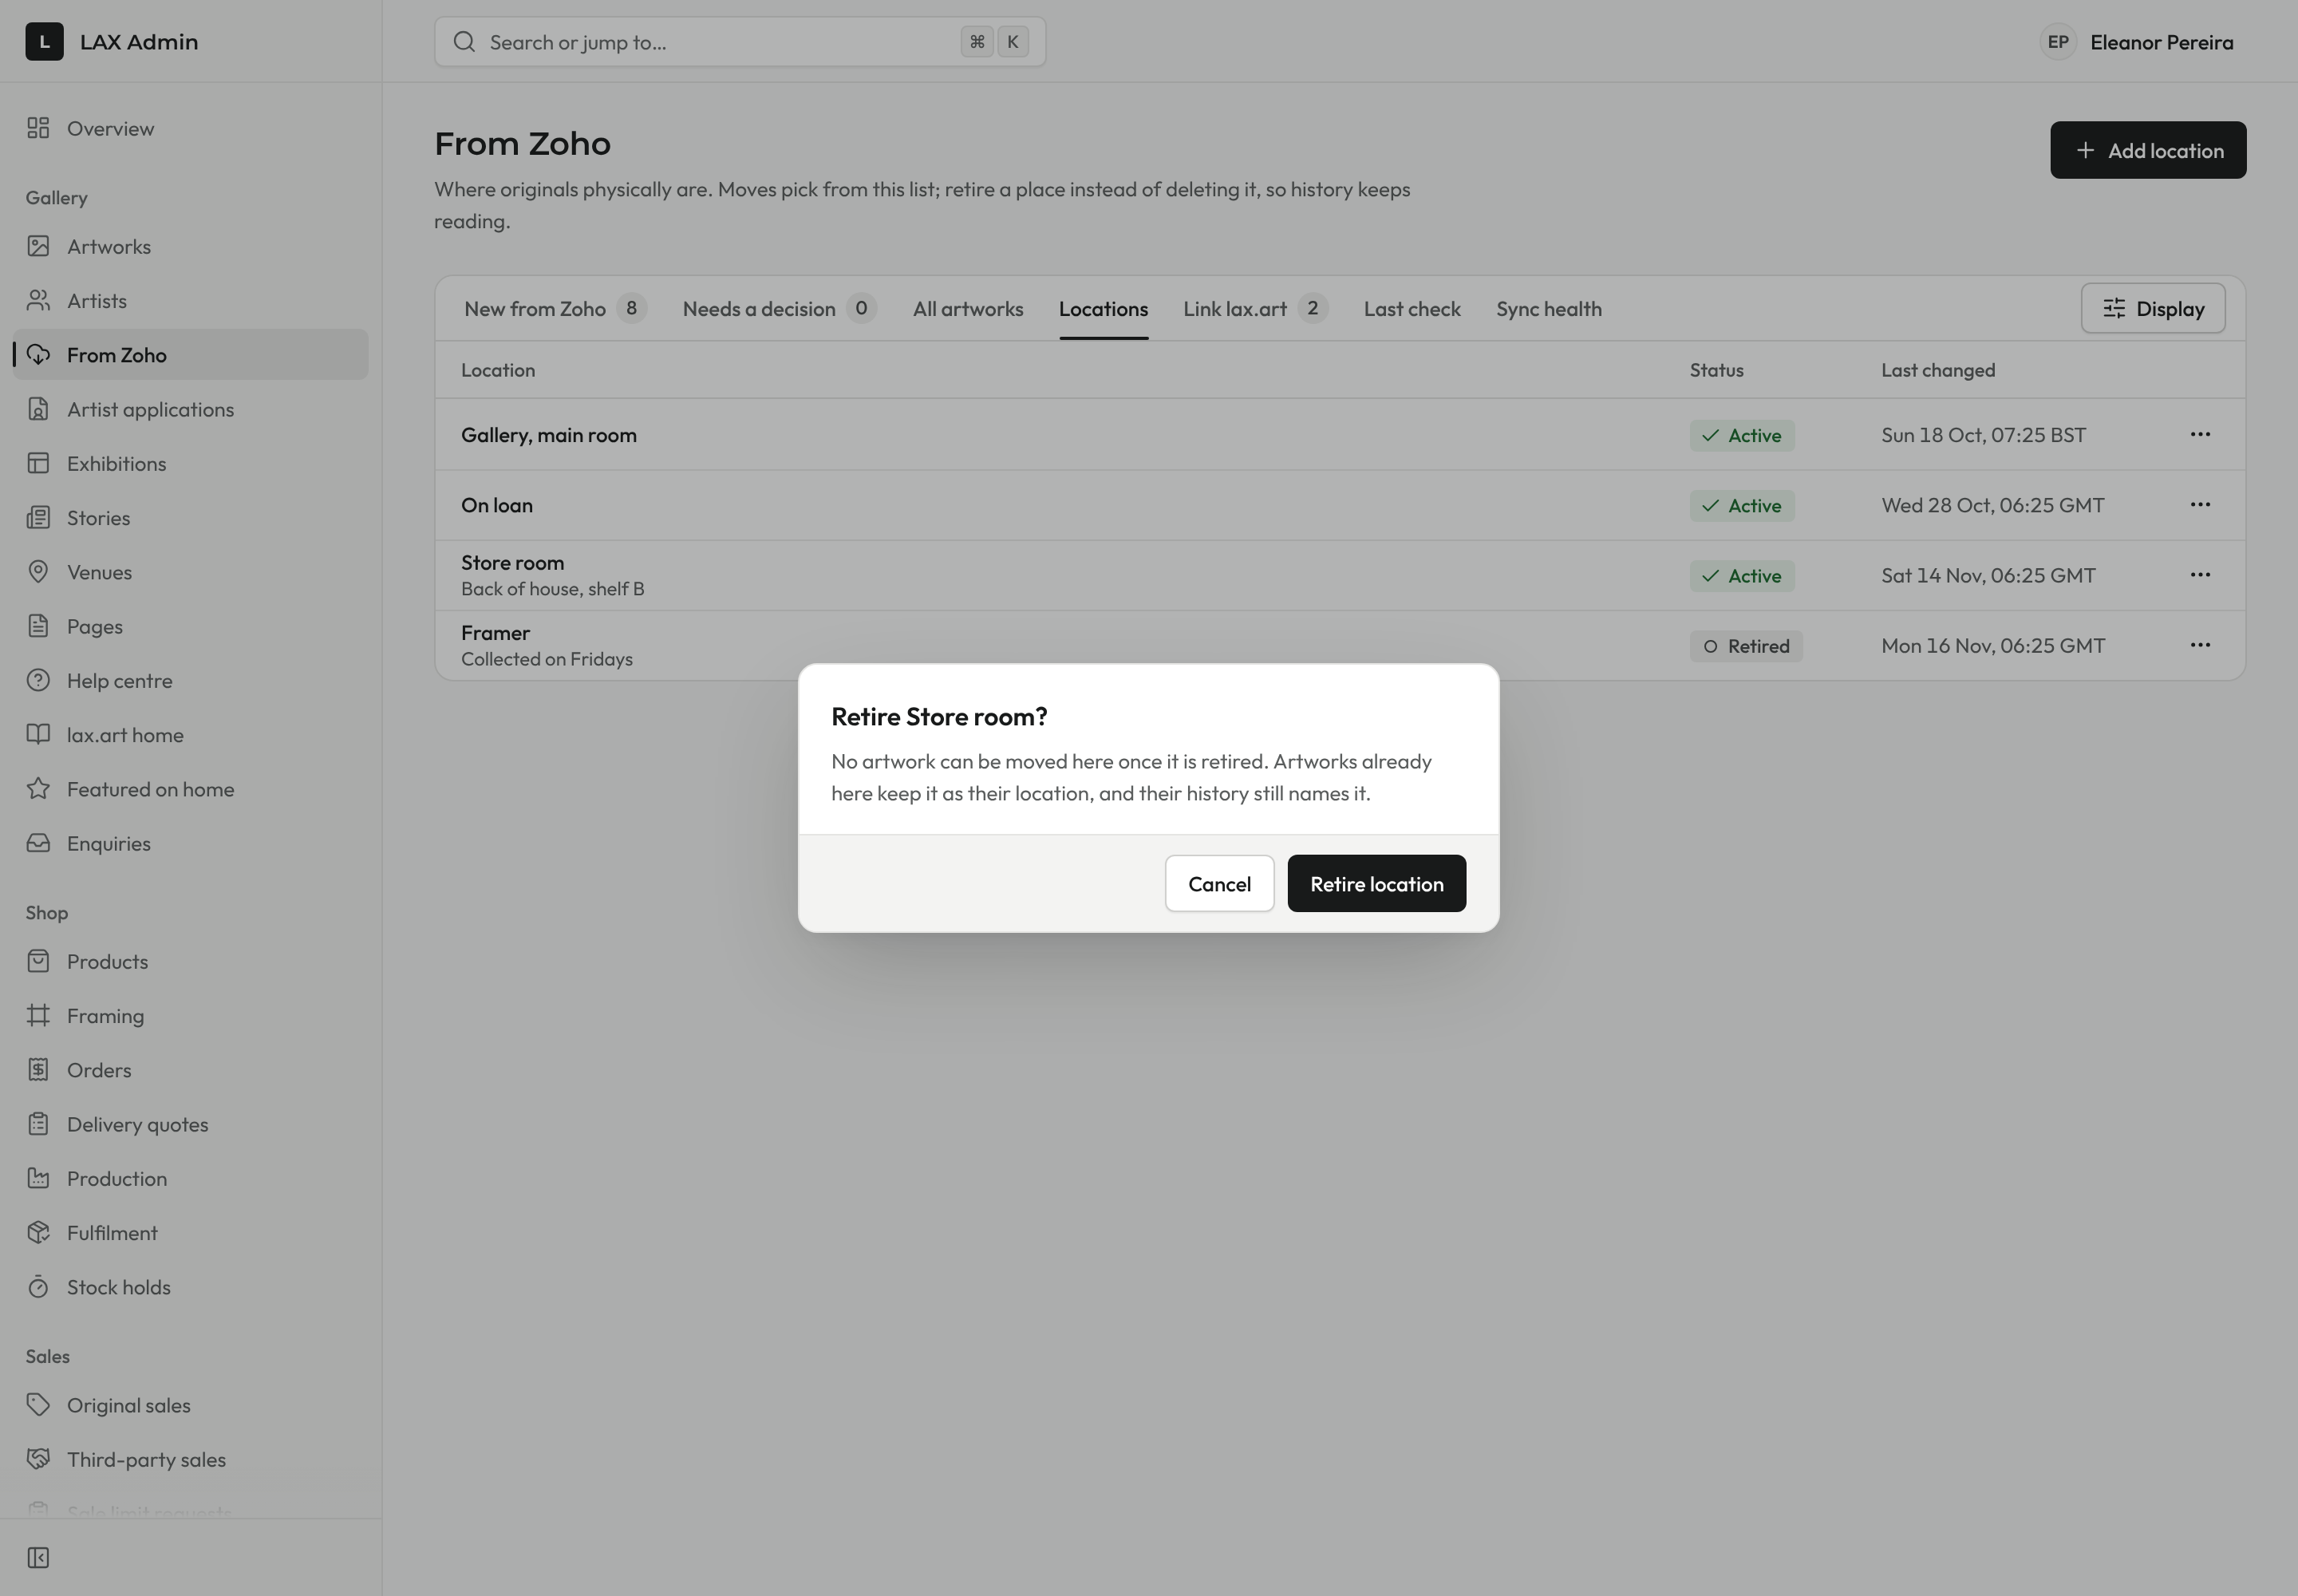 L LAX Admin
Search or jump to...
⌘ K
EP Eleanor Pereira
Overview
Gallery
Artworks
Artists
From Zoho
Artist applications
Exhibitions
Stories
Venues
Pages
Help centre
lax.art home
Featured on home
Enquiries
Shop
Products
Framing
Orders
Delivery quotes
Production
Fulfilment
Stock holds
Sales
Original sales
Third-party sales
Sale limit requests
From Zoho
Where originals physically are. Moves pick from this list; retire a place instead of deleting it, so history keeps
reading.
Add location
New from Zoho 8 Needs a decision 0 All artworks Locations Link lax.art 2 Last check Sync health
Display
Location Status Last changed
Gallery, main room Active Sun 18 Oct, 07:25 BST
On loan Active Wed 28 Oct, 06:25 GMT
Store room
Back of house, shelf B
Active Sat 14 Nov, 06:25 GMT
Framer
Collected on Fridays
Retired Mon 16 Nov, 06:25 GMT
Retire Store room?
No artwork can be moved here once it is retired. Artworks already
here keep it as their location, and their history still names it.
Cancel Retire location